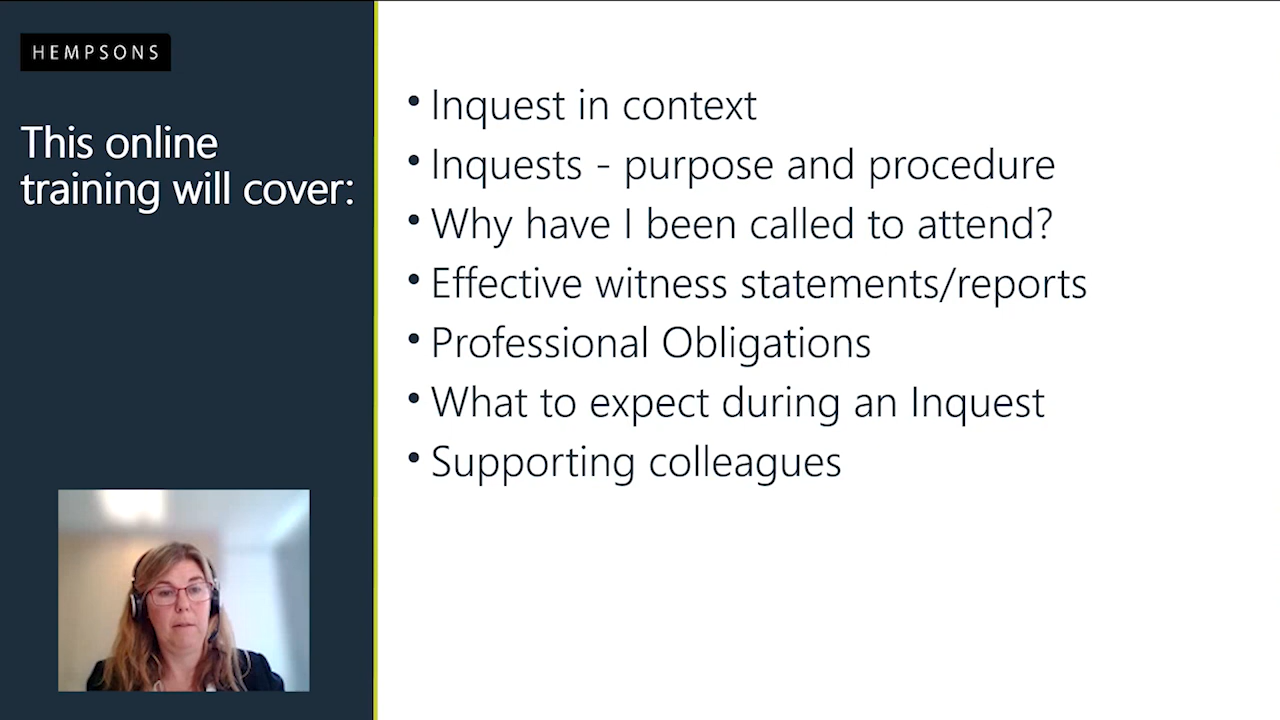 HEMPSONS
This online
training will cover:
• Inquest in context
• Inquests - purpose and procedure
• Why have I been called to attend?
• Effective witness statements/reports
• Professional Obligations
• What to expect during an Inquest
• Supporting colleagues